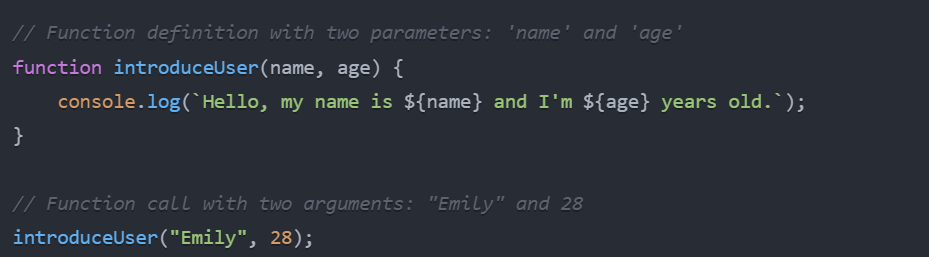 // Function definition with two parameters: 'name' and 'age'
function introduceUser(name, age) {
    console.log(`Hello, my name is ${name} and I'm ${age} years old.`);
}

// Function call with two arguments: "Emily" and 28
introduceUser("Emily", 28);